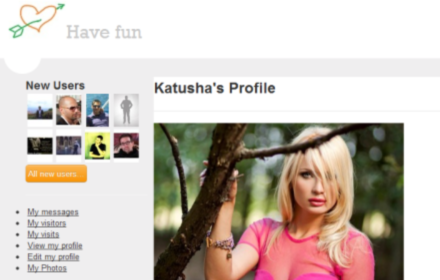 Have fun
New Users
Katusha's Profile
All new users...
My messages
My visitors
My visits
View my profile
Edit my profile
My Photos